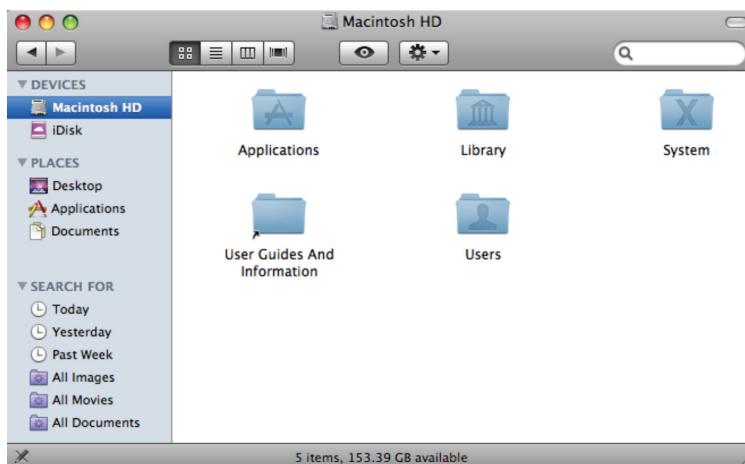 Macintosh HD
DEVICES
Macintosh HD
iDisk
PLACES
Desktop
Applications
Documents
SEARCH FOR
Today
Yesterday
Past Week
All Images
All Movies
All Documents
Applications
Library
System
User Guides And
Information
Users
5 items, 153.39 GB available